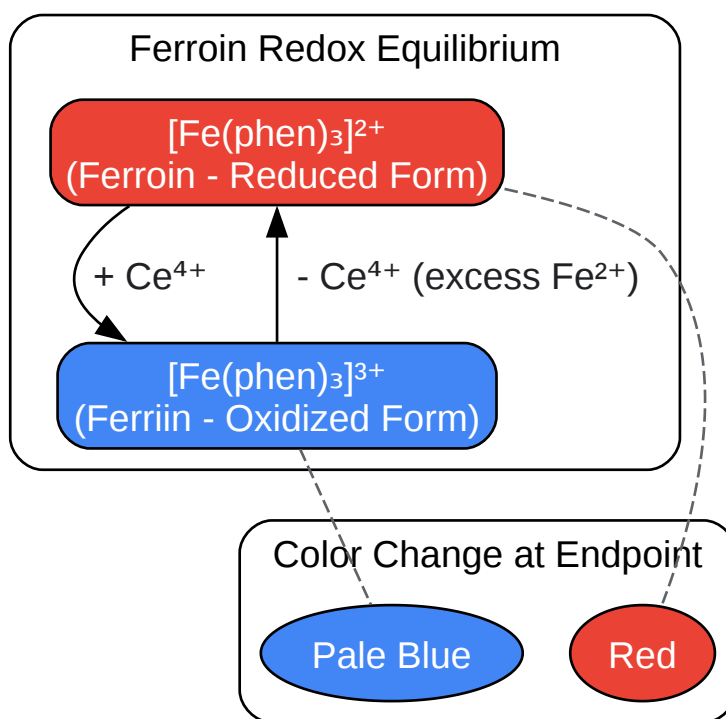 Ferroin Redox Equilibrium
[Fe(phen)₃]²⁺
(Ferroin - Reduced Form)
+ Ce⁴⁺
- Ce⁴⁺ (excess Fe²⁺)
[Fe(phen)₃]³⁺
(Ferriin - Oxidized Form)
Color Change at Endpoint
Pale Blue
Red